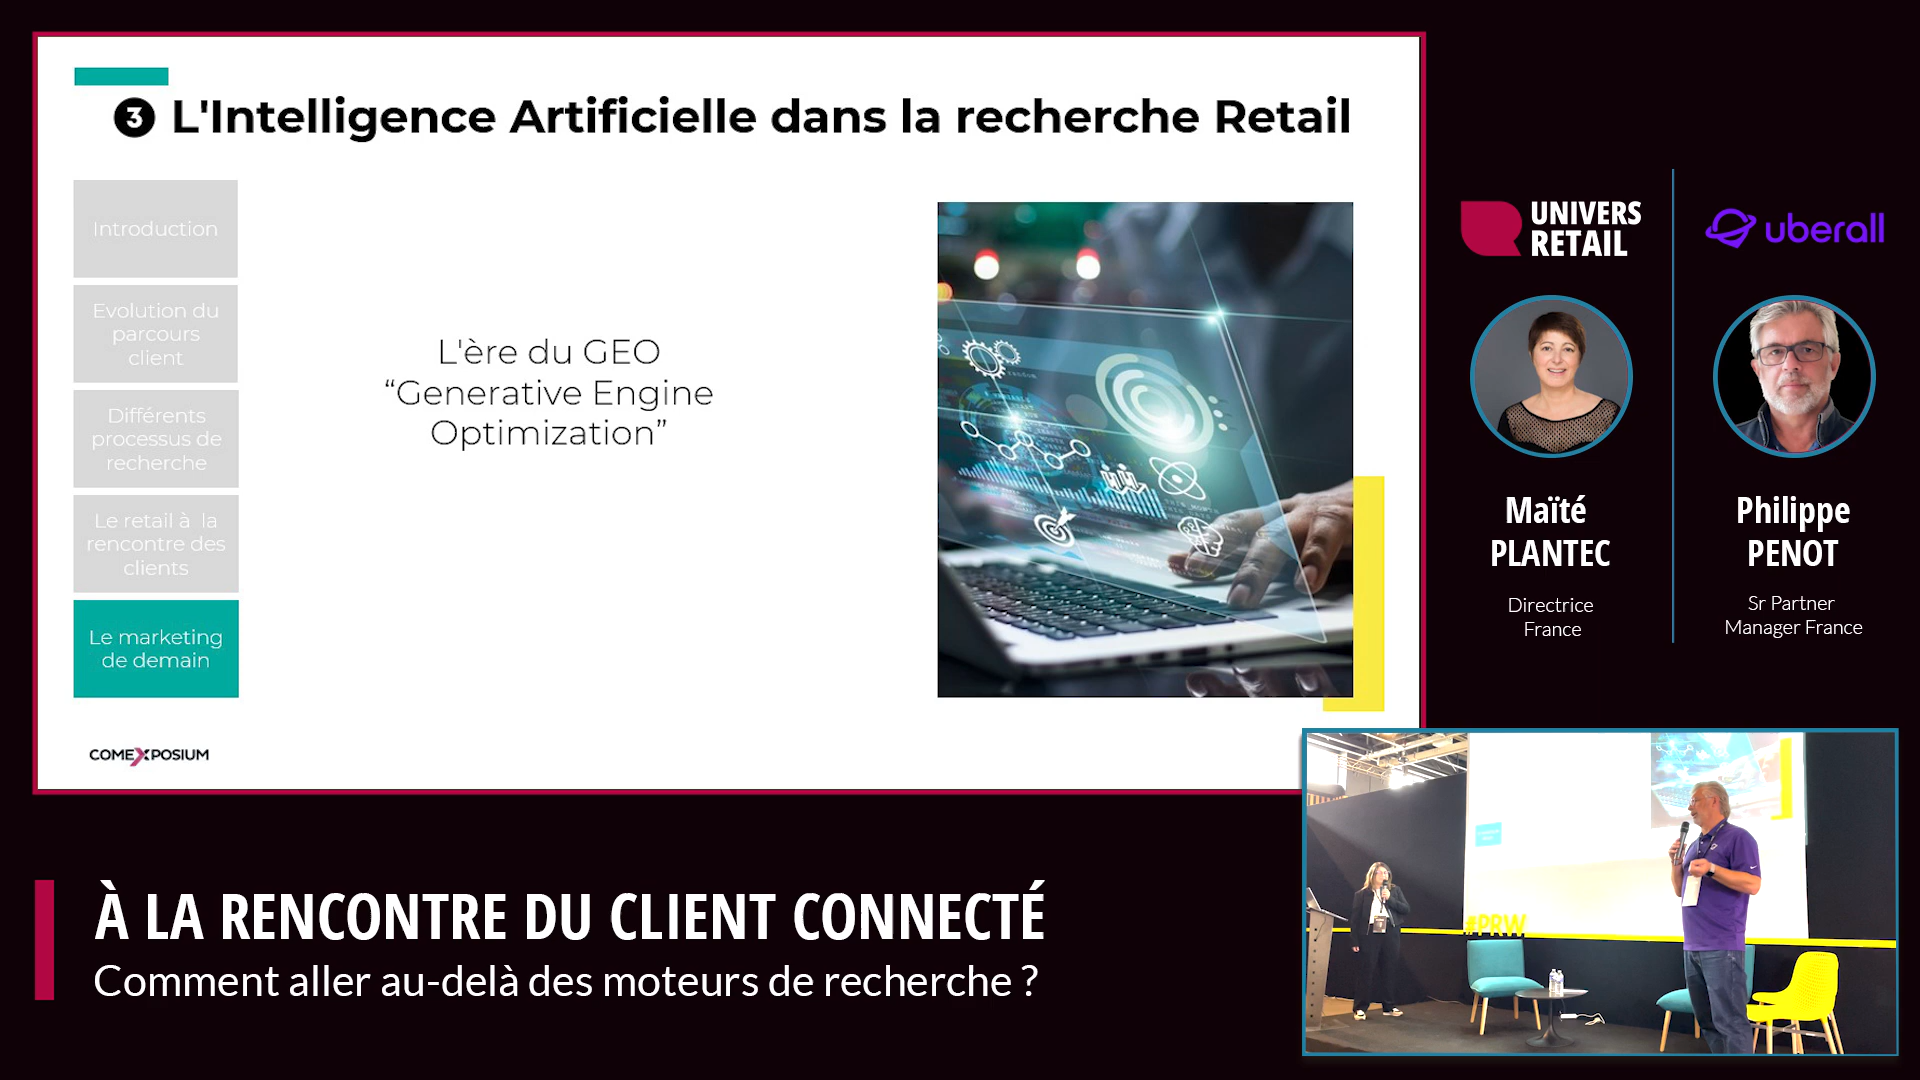 3 L'Intelligence Artificielle dans la recherche Retail
Introduction
Evolution du
parcours
client
Différents
processus de
recherche
Le retail à la
rencontre des
clients
Le marketing
de demain
L'ère du GEO
“Generative Engine
Optimization”
COMEXPOSIUM
UNIVERS
RETAIL
uberall
Maïté
PLANTEC
Directrice
France
Philippe
PENOT
Sr Partner
Manager France
#PRW
À LA RENCONTRE DU CLIENT CONNECTÉ
Comment aller au-delà des moteurs de recherche ?